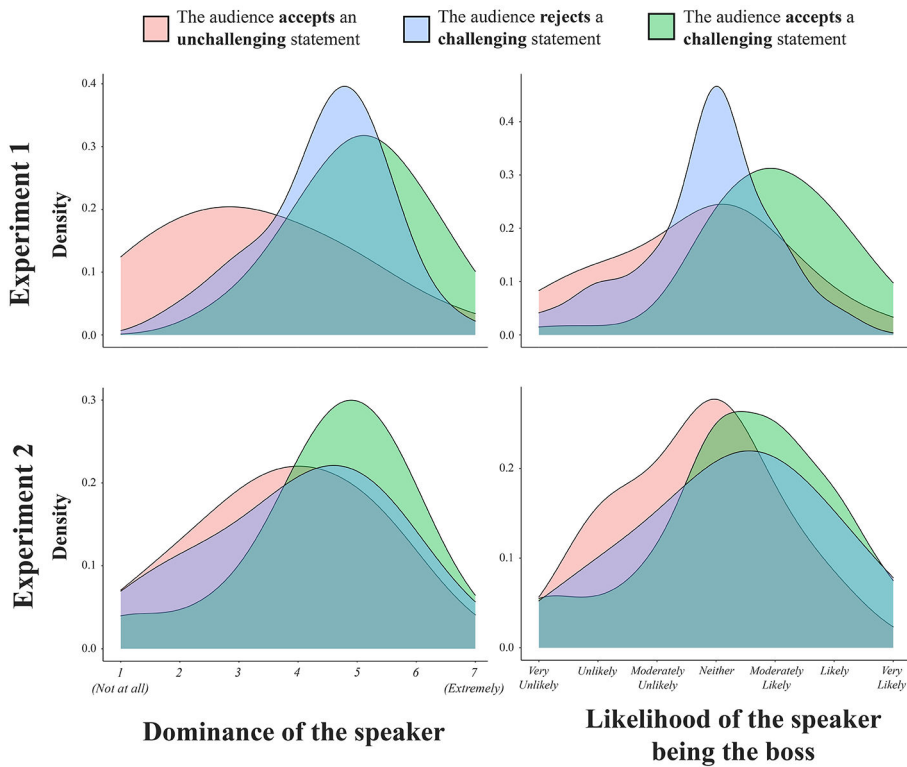 The audience accepts an
unchallenging statement
The audience rejects a
challenging statement
The audience accepts a
challenging statement
Experiment 1
Density
0.4
0.3
0.2
0.1
0.0
0.4
0.3
0.2
0.1
0.0
Experiment 2
Density
0.3
0.2
0.1
0.0
1
(Not at all)
2
3
4
5
6
7
(Extremely)
Dominance of the speaker
0.2
0.1
0.0
Very
Unlikely
Unlikely
Moderately
Unlikely
Neither
Moderately
Likely
Likely
Very
Likely
Likelihood of the speaker
being the boss